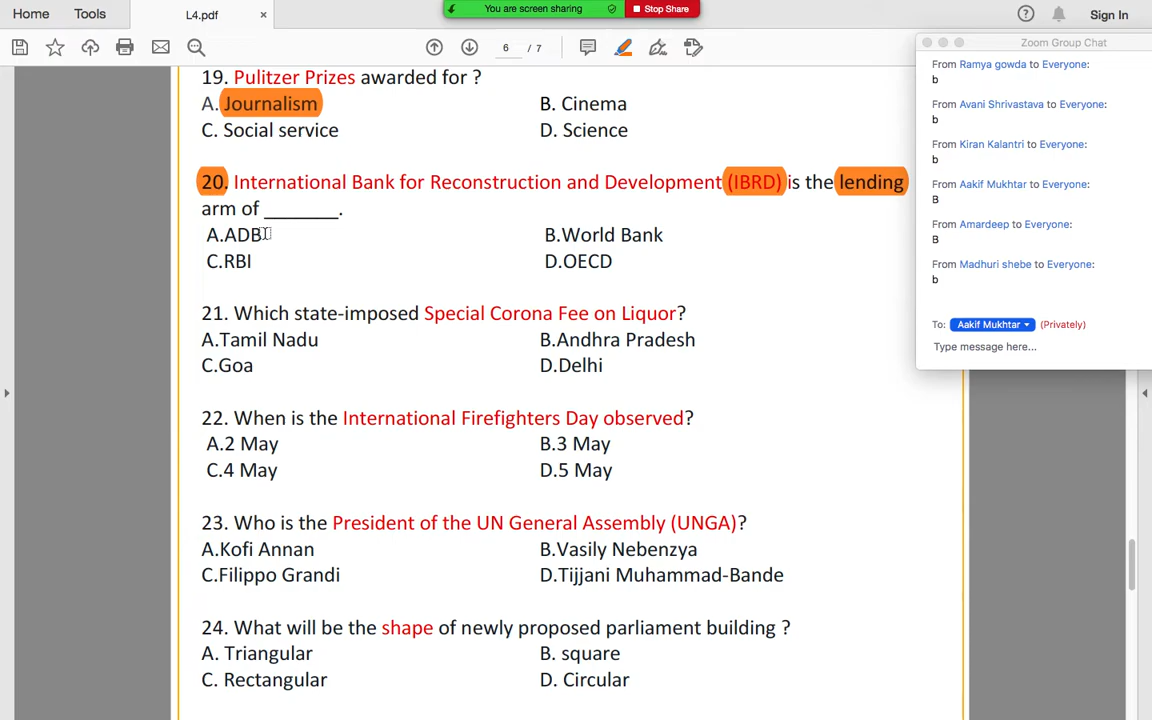 Home Tools L4.pdf × You are screen sharing Stop Share ? Sign In
6 / 7
Zoom Group Chat
19. Pulitzer Prizes awarded for ?
A. Journalism B. Cinema
C. Social service D. Science
20. International Bank for Reconstruction and Development (IBRD) is the lending
arm of _______.
A.ADB B.World Bank
C.RBI D.OECD
21. Which state-imposed Special Corona Fee on Liquor?
A.Tamil Nadu B.Andhra Pradesh
C.Goa D.Delhi
22. When is the International Firefighters Day observed?
A.2 May B.3 May
C.4 May D.5 May
23. Who is the President of the UN General Assembly (UNGA)?
A.Kofi Annan B.Vasily Nebenzya
C.Filippo Grandi D.Tijjani Muhammad-Bande
24. What will be the shape of newly proposed parliament building ?
A. Triangular B. square
C. Rectangular D. Circular
From Ramya gowda to Everyone:
b
From Avani Shrivastava to Everyone:
b
From Kiran Kalantri to Everyone:
b
From Aakif Mukhtar to Everyone:
B
From Amardeep to Everyone:
B
From Madhuri shebe to Everyone:
b
To: Aakif Mukhtar (Privately)
Type message here...